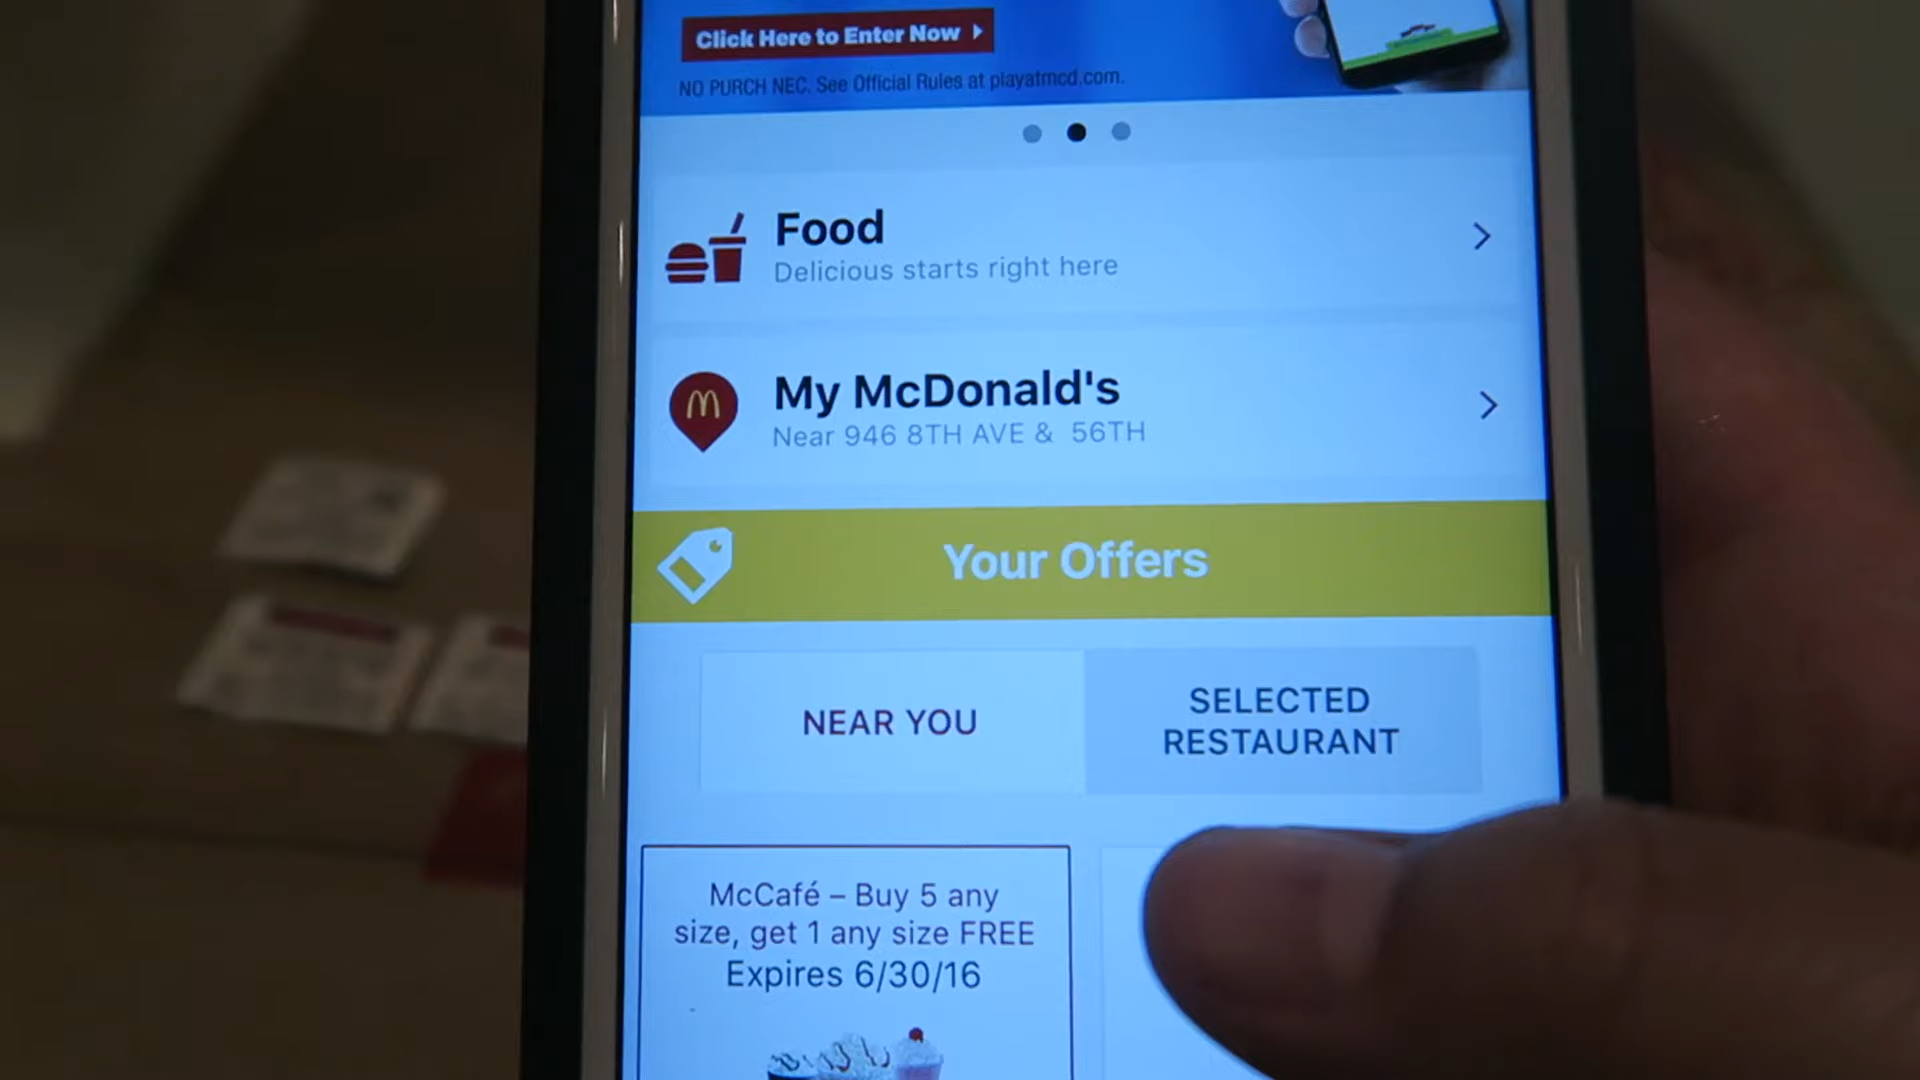 Click Here to Enter Now
NO PURCH NEC. See Official Rules at playatmcd.com.
Food
Delicious starts right here
My McDonald's
Near 946 8TH AVE & 56TH
Your Offers
NEAR YOU
SELECTED
RESTAURANT
McCafé – Buy 5 any
size, get 1 any size FREE
Expires 6/30/16